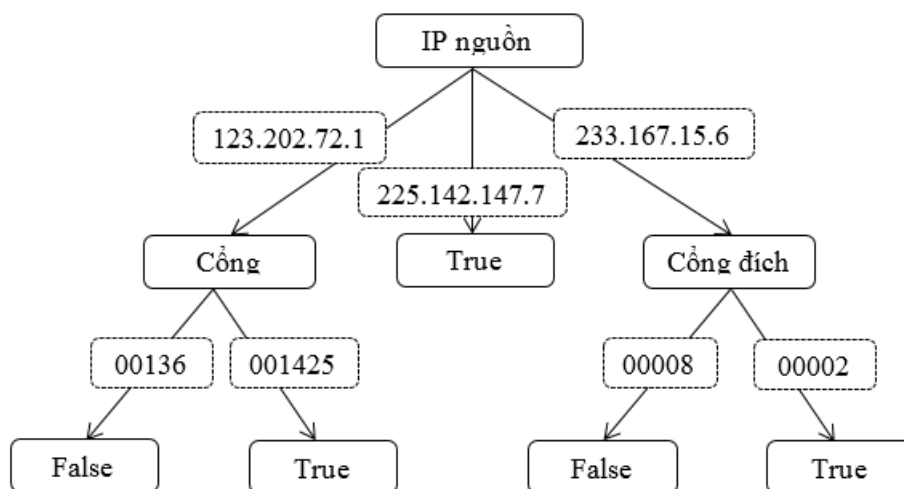 IP nguồn
123.202.72.1
233.167.15.6
225.142.147.7
Cổng
True
Cổng đích
00136
001425
00008
00002
False
True
False
True